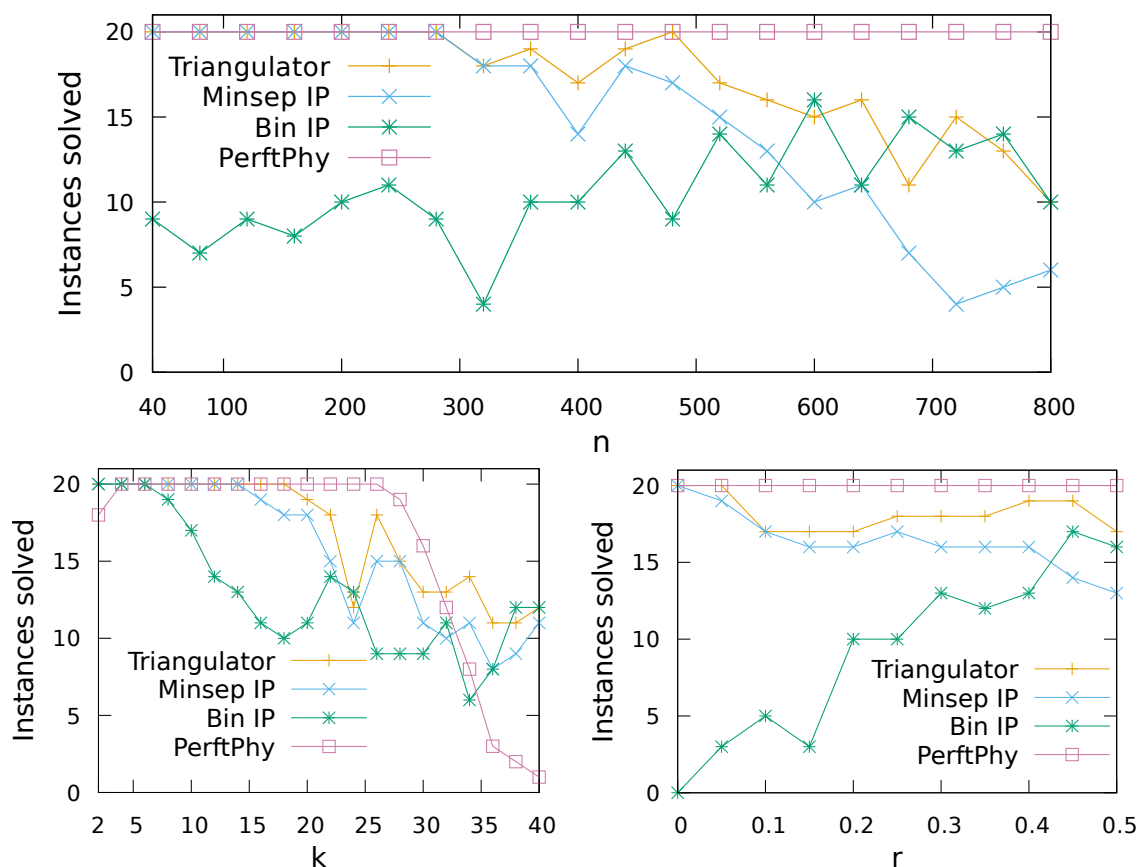 20
15
10
5
0
Instances solved
Triangulator
Minsep IP
Bin IP
PerftPhy
40 100 200 300 400 500 600 700 800
n
20
15
10
5
0
Instances solved
Triangulator
Minsep IP
Bin IP
PerftPhy
2 5 10 15 20 25 30 35 40
k
20
15
10
5
0
Instances solved
Triangulator
Minsep IP
Bin IP
PerftPhy
0 0.1 0.2 0.3 0.4 0.5
r